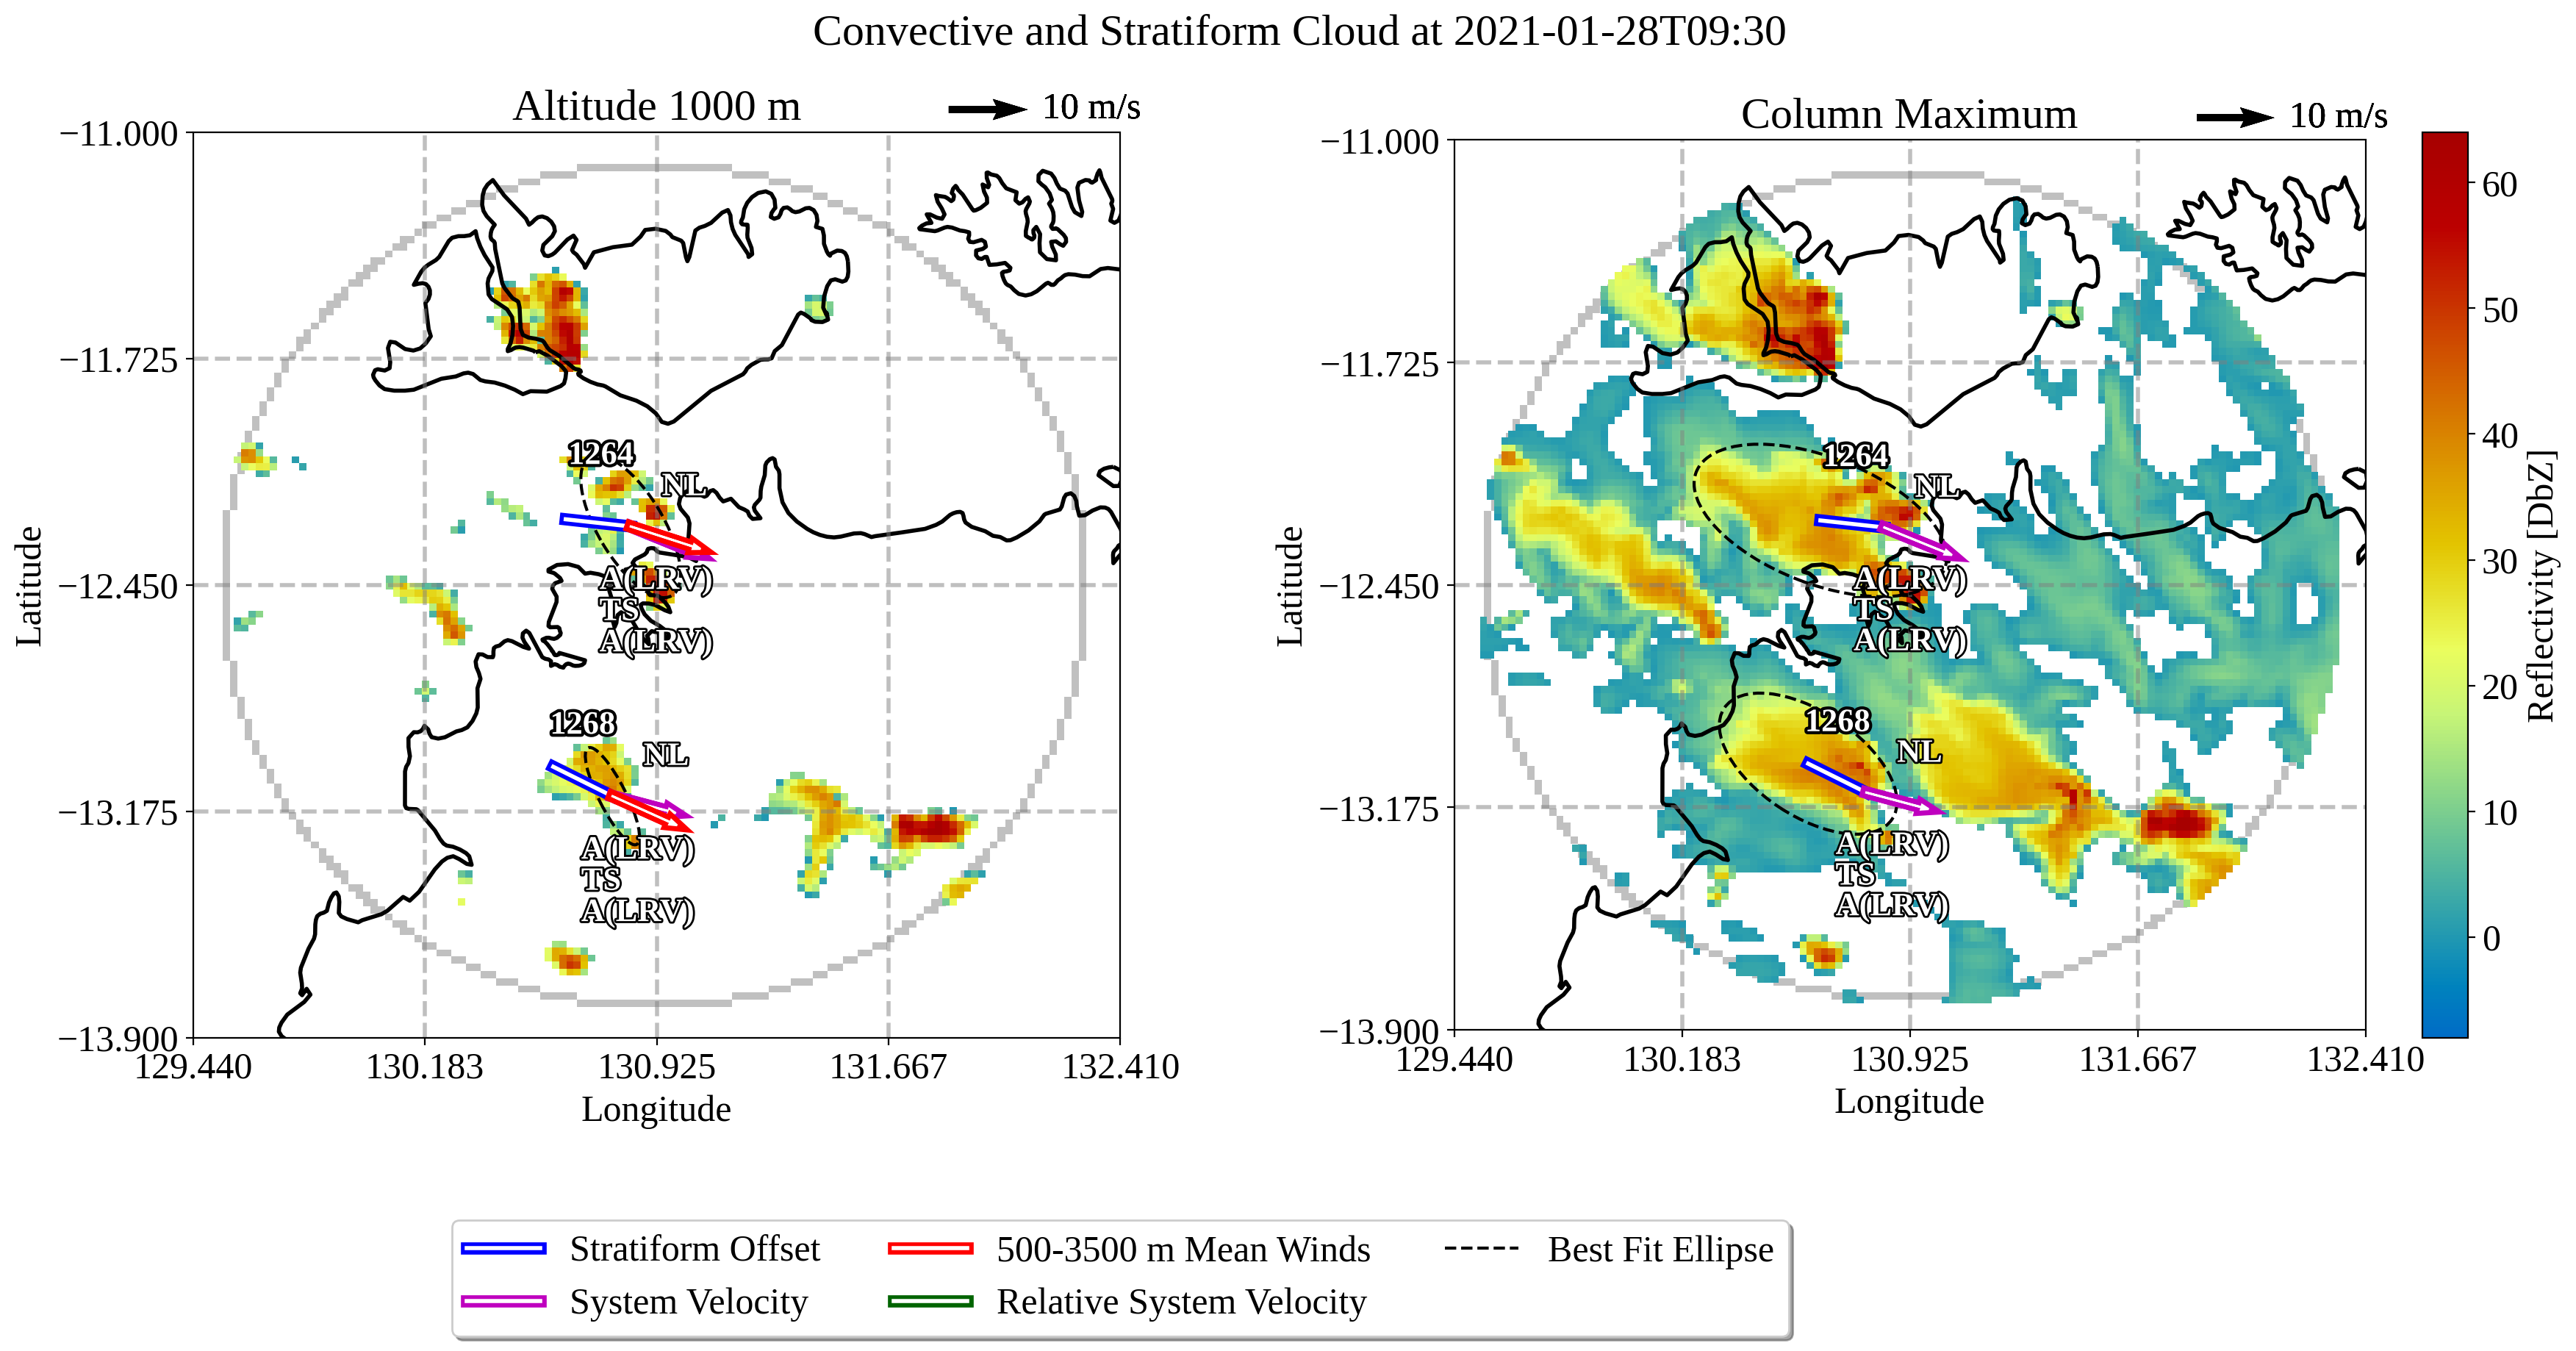 Convective and Stratiform Cloud at 2021-01-28T09:30
Altitude 1000 m
10 m/s
−11.000
−11.725
−12.450
−13.175
−13.900
129.440
130.183
130.925
131.667
132.410
Latitude
Longitude
1264
NL
A(LRV)
TS
A(LRV)
1268
NL
A(LRV)
TS
A(LRV)
Column Maximum
10 m/s
−11.000
−11.725
−12.450
−13.175
−13.900
129.440
130.183
130.925
131.667
132.410
Latitude
Longitude
1264
NL
A(LRV)
TS
A(LRV)
1268
NL
A(LRV)
TS
A(LRV)
60
50
40
30
20
10
0
Reflectivity [DbZ]
Stratiform Offset
System Velocity
500-3500 m Mean Winds
Relative System Velocity
Best Fit Ellipse